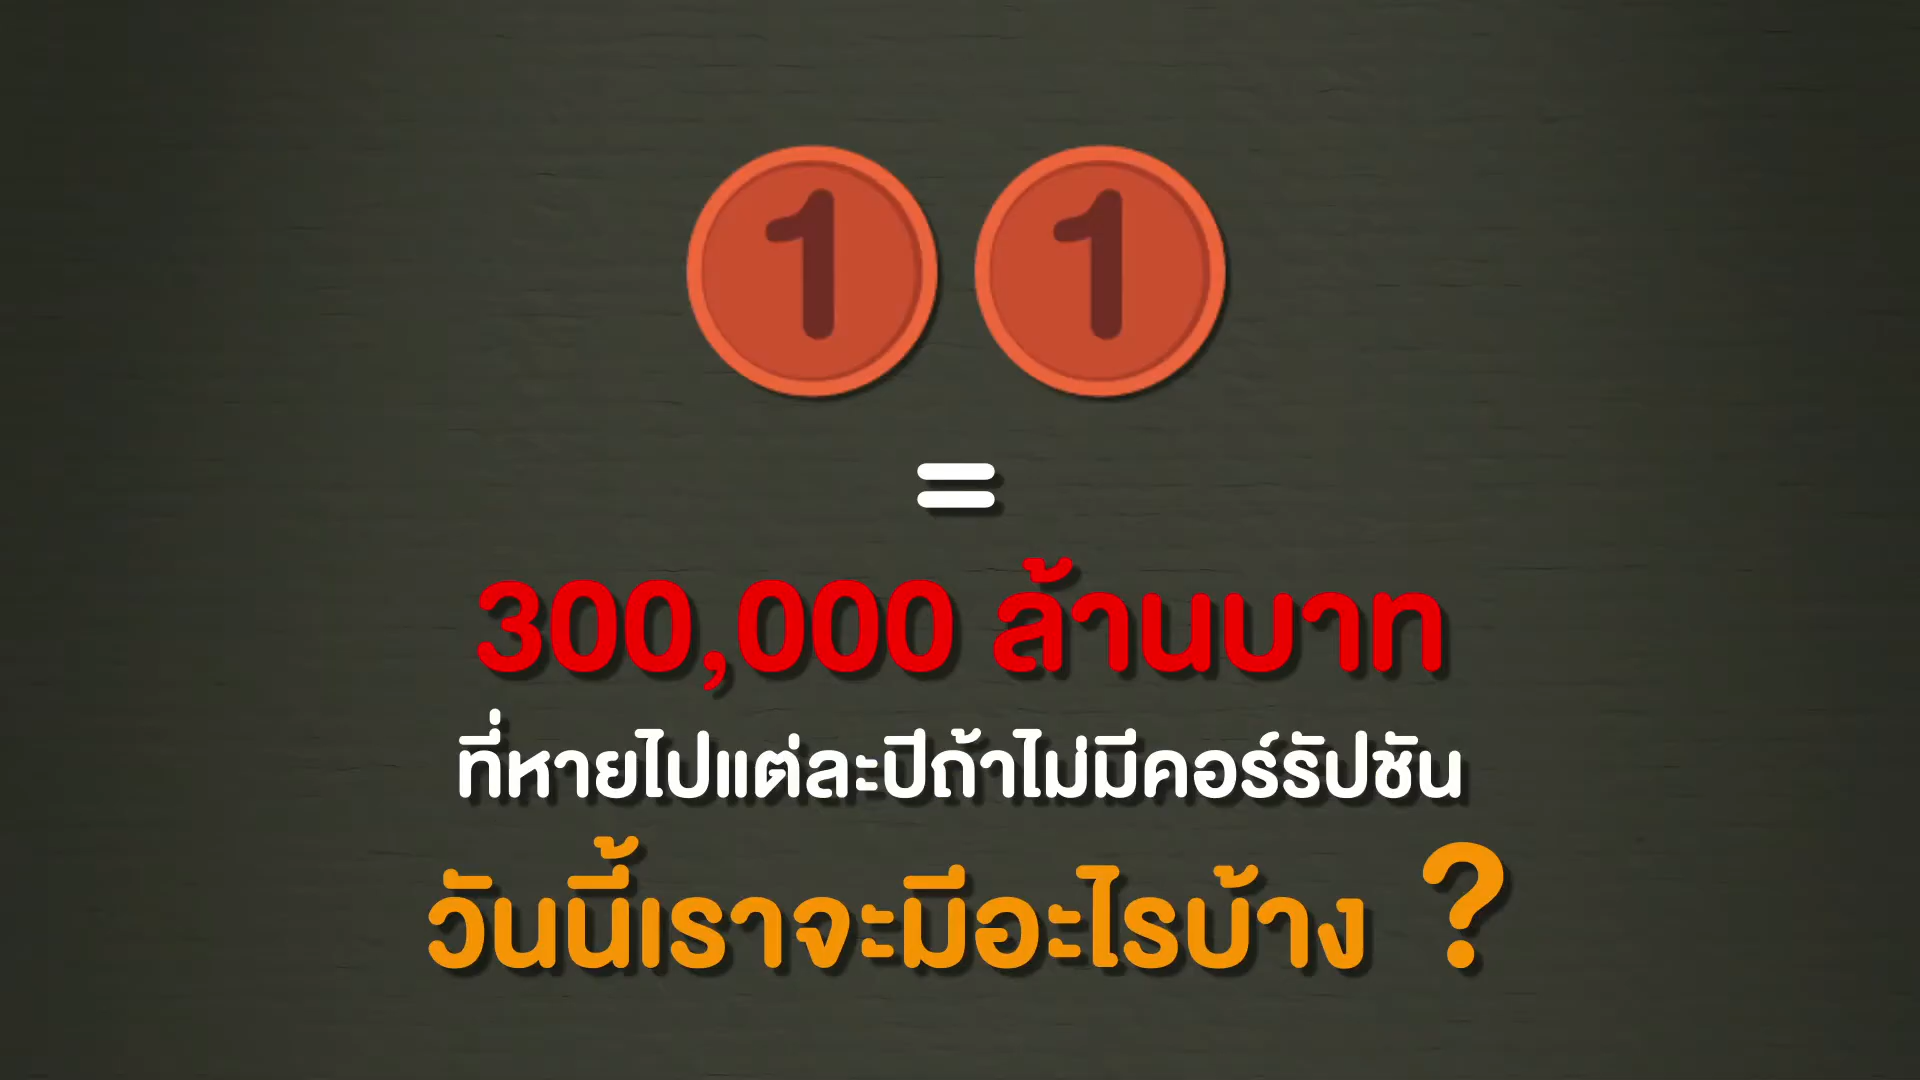 1 1
=
300,000 ล้านบาท
ที่หายไปแต่ละปีถ้าไม่มีคอร์รัปชัน
วันนี้เราจะมีอะไรบ้าง ?